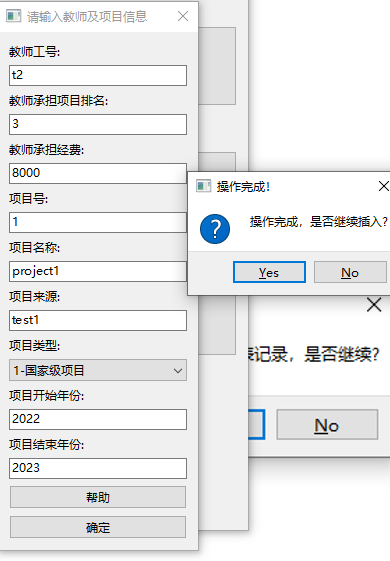 请输入教师及项目信息
教师工号:
t2
教师承担项目排名:
3
教师承担经费:
8000
项目号:
1
项目名称:
project1
项目来源:
test1
项目类型:
1-国家级项目
项目开始年份:
2022
项目结束年份:
2023
帮助
确定
操作完成!
操作完成，是否继续插入?
Yes
No
记录，是否继续?
No